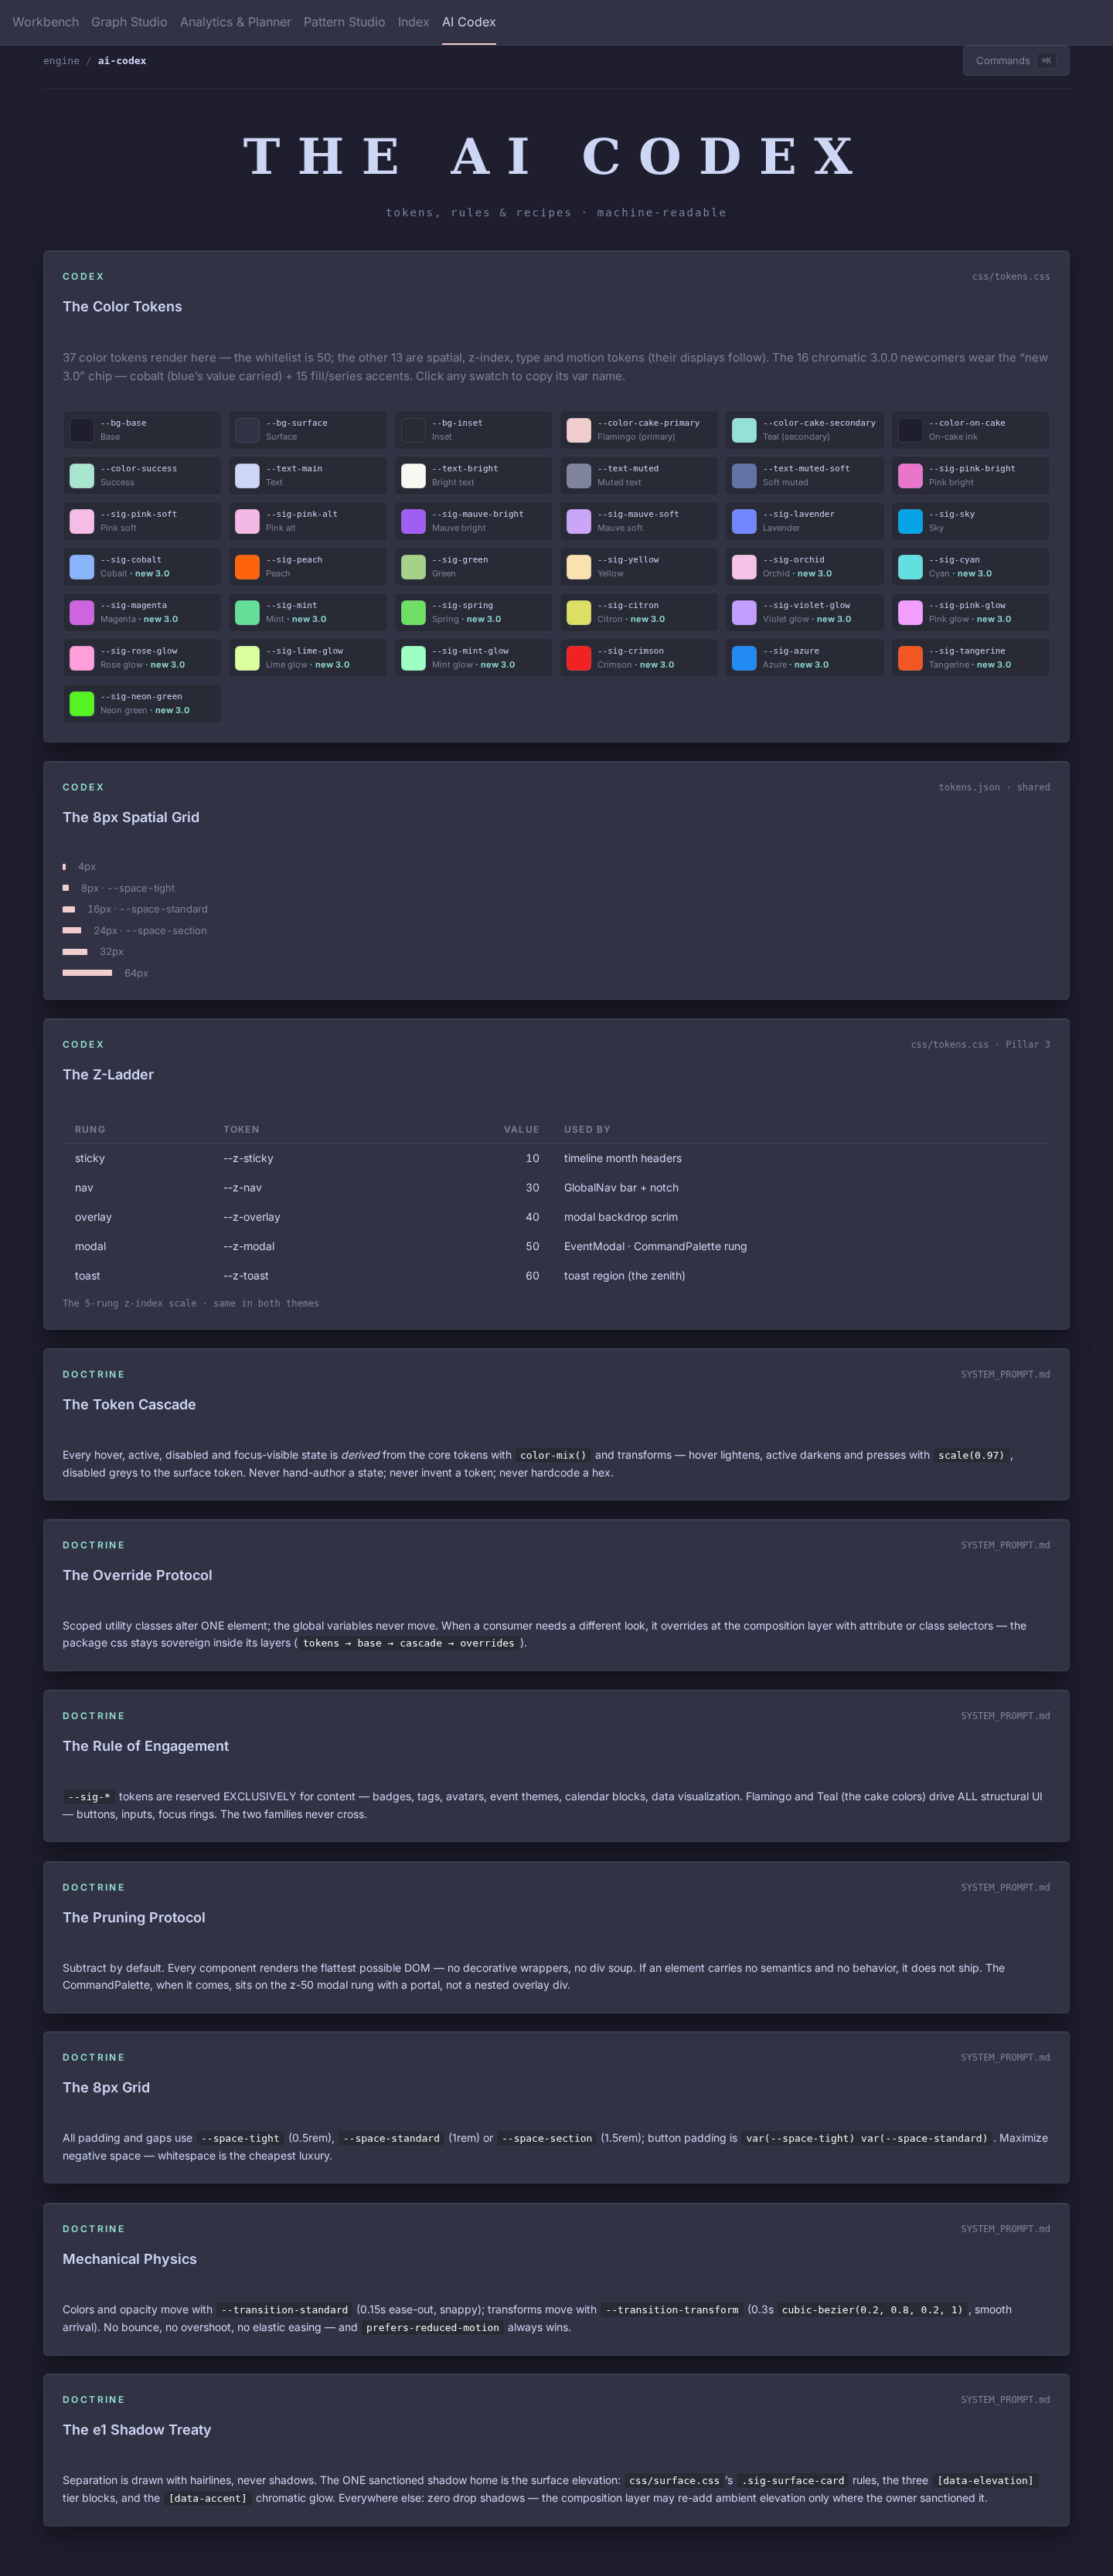 Workbench Graph Studio Analytics & Planner Pattern Studio Index AI Codex
engine / ai-codex
Commands ⌘K
THE AI CODEX
tokens, rules & recipes · machine-readable
CODEX
css/tokens.css
The Color Tokens
37 color tokens render here — the whitelist is 50; the other 13 are spatial, z-index, type and motion tokens (their displays follow). The 16 chromatic 3.0.0 newcomers wear the “new
3.0” chip — cobalt (blue’s value carried) + 15 fill/series accents. Click any swatch to copy its var name.
--bg-base
Base
--bg-surface
Surface
--bg-inset
Inset
--color-cake-primary
Flamingo (primary)
--color-cake-secondary
Teal (secondary)
--color-on-cake
On-cake ink
--color-success
Success
--text-main
Text
--text-bright
Bright text
--text-muted
Muted text
--text-muted-soft
Soft muted
--sig-pink-bright
Pink bright
--sig-pink-soft
Pink soft
--sig-pink-alt
Pink alt
--sig-mauve-bright
Mauve bright
--sig-mauve-soft
Mauve soft
--sig-lavender
Lavender
--sig-sky
Sky
--sig-cobalt
Cobalt · new 3.0
--sig-peach
Peach
--sig-green
Green
--sig-yellow
Yellow
--sig-orchid
Orchid · new 3.0
--sig-cyan
Cyan · new 3.0
--sig-magenta
Magenta · new 3.0
--sig-mint
Mint · new 3.0
--sig-spring
Spring · new 3.0
--sig-citron
Citron · new 3.0
--sig-violet-glow
Violet glow · new 3.0
--sig-pink-glow
Pink glow · new 3.0
--sig-rose-glow
Rose glow · new 3.0
--sig-lime-glow
Lime glow · new 3.0
--sig-mint-glow
Mint glow · new 3.0
--sig-crimson
Crimson · new 3.0
--sig-azure
Azure · new 3.0
--sig-tangerine
Tangerine · new 3.0
--sig-neon-green
Neon green · new 3.0
CODEX
tokens.json · shared
The 8px Spatial Grid
4px
8px · --space-tight
16px · --space-standard
24px · --space-section
32px
64px
CODEX
css/tokens.css · Pillar 3
The Z-Ladder
RUNG TOKEN VALUE USED BY
sticky --z-sticky 10 timeline month headers
nav --z-nav 30 GlobalNav bar + notch
overlay --z-overlay 40 modal backdrop scrim
modal --z-modal 50 EventModal · CommandPalette rung
toast --z-toast 60 toast region (the zenith)
The 5-rung z-index scale · same in both themes
DOCTRINE
SYSTEM_PROMPT.md
The Token Cascade
Every hover, active, disabled and focus-visible state is derived from the core tokens with color-mix() and transforms — hover lightens, active darkens and presses with scale(0.97) ,
disabled greys to the surface token. Never hand-author a state; never invent a token; never hardcode a hex.
DOCTRINE
SYSTEM_PROMPT.md
The Override Protocol
Scoped utility classes alter ONE element; the global variables never move. When a consumer needs a different look, it overrides at the composition layer with attribute or class selectors — the
package css stays sovereign inside its layers ( tokens → base → cascade → overrides ).
DOCTRINE
SYSTEM_PROMPT.md
The Rule of Engagement
--sig-* tokens are reserved EXCLUSIVELY for content — badges, tags, avatars, event themes, calendar blocks, data visualization. Flamingo and Teal (the cake colors) drive ALL structural UI
— buttons, inputs, focus rings. The two families never cross.
DOCTRINE
SYSTEM_PROMPT.md
The Pruning Protocol
Subtract by default. Every component renders the flattest possible DOM — no decorative wrappers, no div soup. If an element carries no semantics and no behavior, it does not ship. The
CommandPalette, when it comes, sits on the z-50 modal rung with a portal, not a nested overlay div.
DOCTRINE
SYSTEM_PROMPT.md
The 8px Grid
All padding and gaps use --space-tight (0.5rem), --space-standard (1rem) or --space-section (1.5rem); button padding is var(--space-tight) var(--space-standard) . Maximize
negative space — whitespace is the cheapest luxury.
DOCTRINE
SYSTEM_PROMPT.md
Mechanical Physics
Colors and opacity move with --transition-standard (0.15s ease-out, snappy); transforms move with --transition-transform (0.3s cubic-bezier(0.2, 0.8, 0.2, 1) , smooth
arrival). No bounce, no overshoot, no elastic easing — and prefers-reduced-motion always wins.
DOCTRINE
SYSTEM_PROMPT.md
The e1 Shadow Treaty
Separation is drawn with hairlines, never shadows. The ONE sanctioned shadow home is the surface elevation: css/surface.css 's .sig-surface-card rules, the three [data-elevation]
tier blocks, and the [data-accent] chromatic glow. Everywhere else: zero drop shadows — the composition layer may re-add ambient elevation only where the owner sanctioned it.